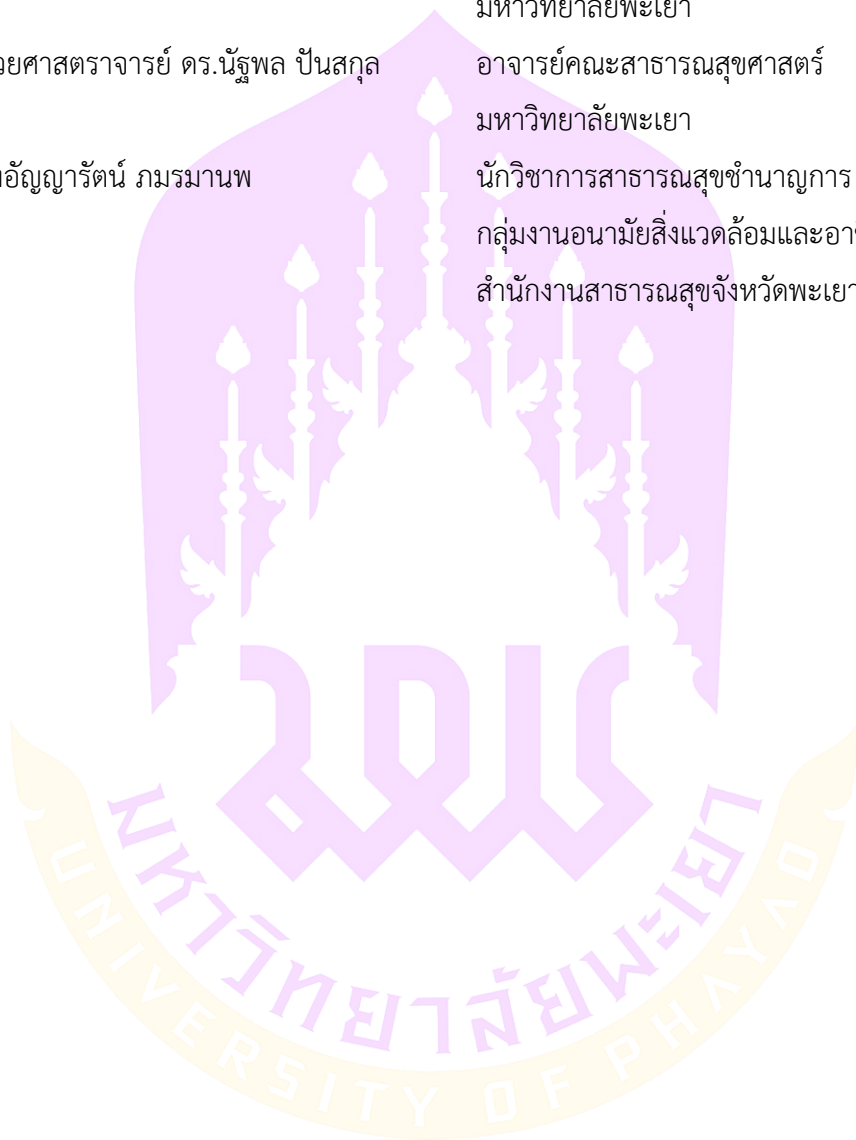 มหาวิทยาลัยพะเยา
วยศาสตราจารย์ ดร.นัฐพล ปันสกุล อาจารย์คณะสาธารณสุขศาสตร์
มหาวิทยาลัยพะเยา
อัญญารัตน์ ภมรมานพ นักวิชาการสาธารณสุขชำนาญการ
กลุ่มงานอนามัยสิ่งแวดล้อมและอาชี
สำนักงานสาธารณสุขจังหวัดพะเยา
มหาวิทยาลัยพะเยา
UNIVERSITY OF PHAYAO